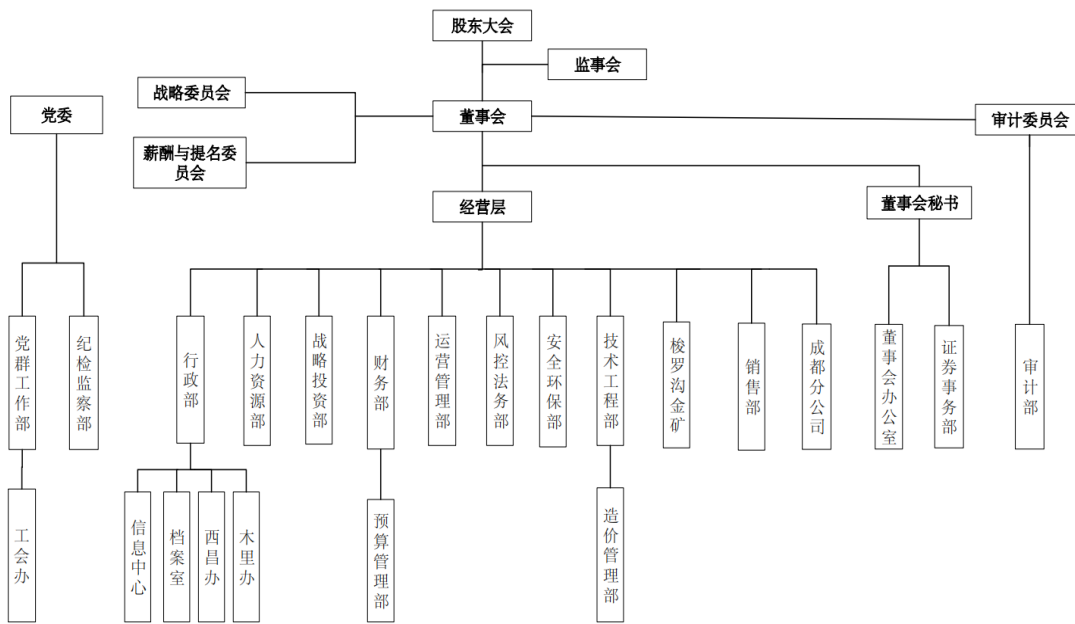 股东大会
监事会
战略委员会
党委
董事会
审计委员会
薪酬与提名委
员会
经营层
董事会秘书
党群工作部
纪检监察部
行政部
人力资源部
战略投资部
财务部
运营管理部
风控法务部
安全环保部
技术工程部
梭罗沟金矿
销售部
成都分公司
董事会办公室
证券事务部
审计部
工会办
信息中心
档案室
西昌办
木里办
预算管理部
造价管理部